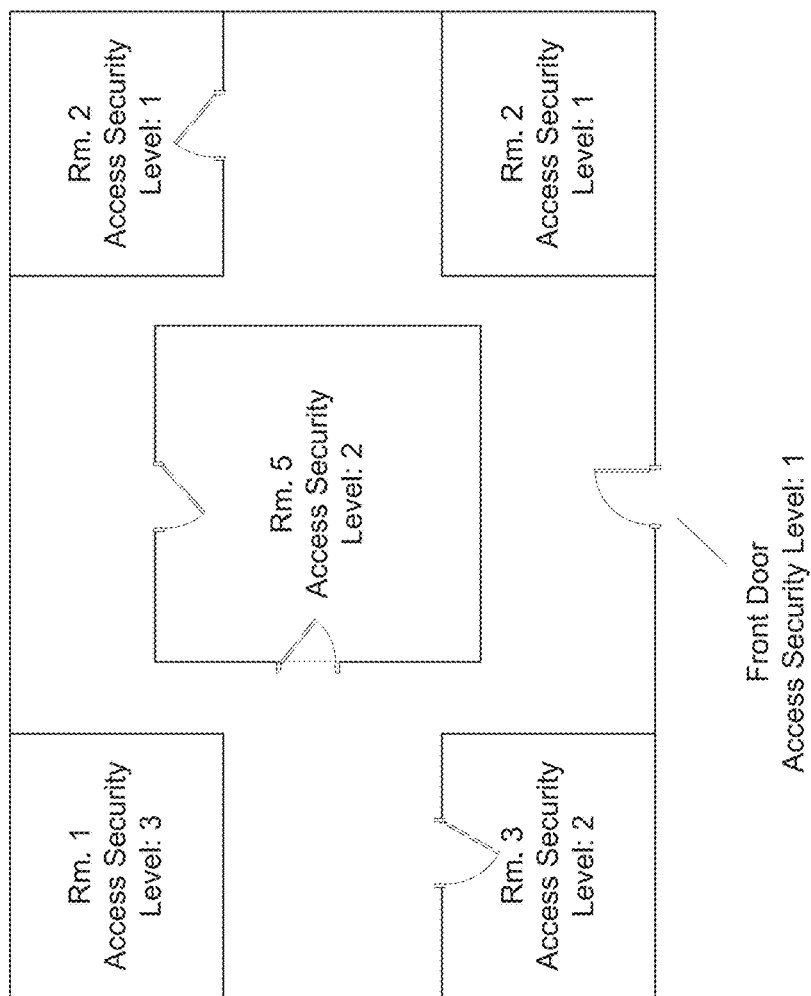 Rm. 1
Access Security
Level: 3
Rm. 2
Access Security
Level: 1
Rm. 5
Access Security
Level: 2
Rm. 3
Access Security
Level: 2
Rm. 2
Access Security
Level: 1
Front Door
Access Security Level: 1